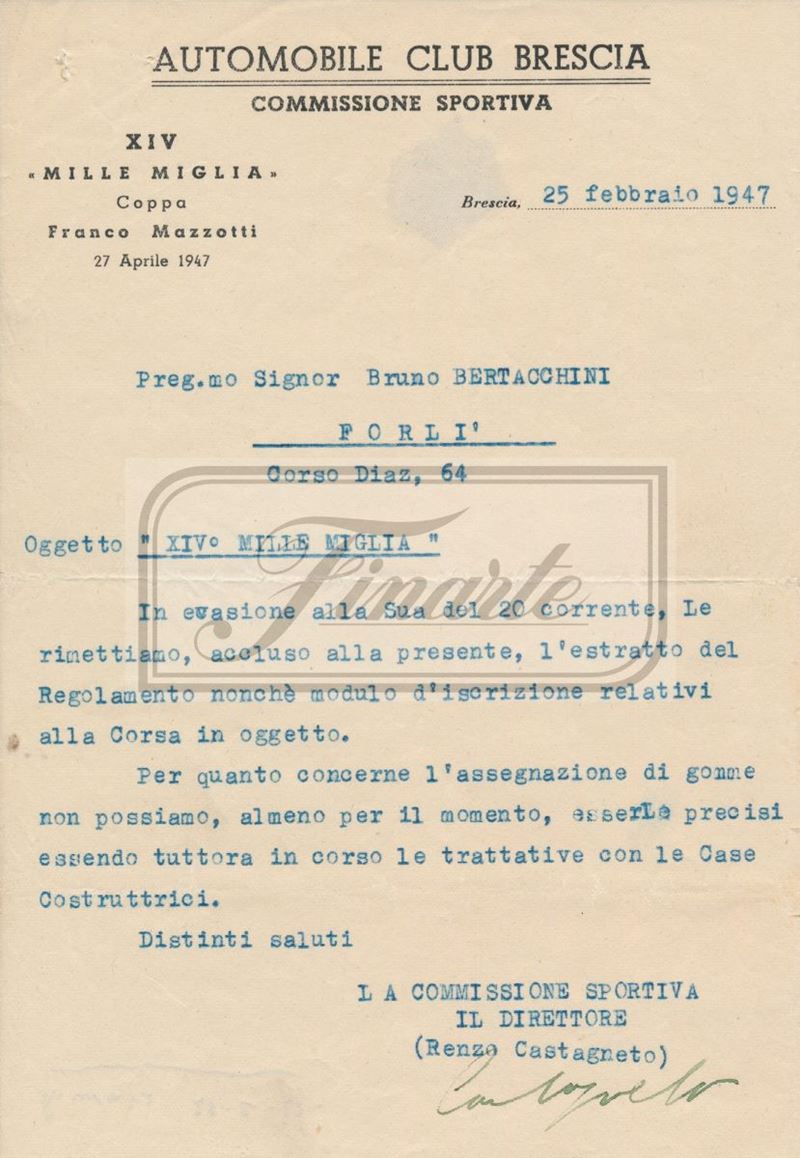 AUTOMOBILE CLUB BRESCIA
COMMISSIONE SPORTIVA
XIV
«MILLE MIGLIA»
Coppa
Franco Mazzotti
27 Aprile 1947
Brescia, 25 febbraio 1947
Preg.mo Signor Bruno BERTACCHINI
FORLI'
Corso Diaz, 64
Oggetto " XIVº MILLE MIGLIA "
Finarte
In evasione alla Sua del 20 corrente, Le
rimettiamo, accluso alla presente, l'estratto del
Regolamento nonchè modulo d'iscrizione relativi
alla Corsa in oggetto.
Per quanto concerne l'assegnazione di gomme
non possiamo, almeno per il momento, esserLe precisi
essendo tuttora in corso le trattative con le Case
Costruttrici.
Distinti saluti
L A COMMISSIONE SPORTIVA
IL DIRETTORE
(Renzo Castagneto)
Castagneto